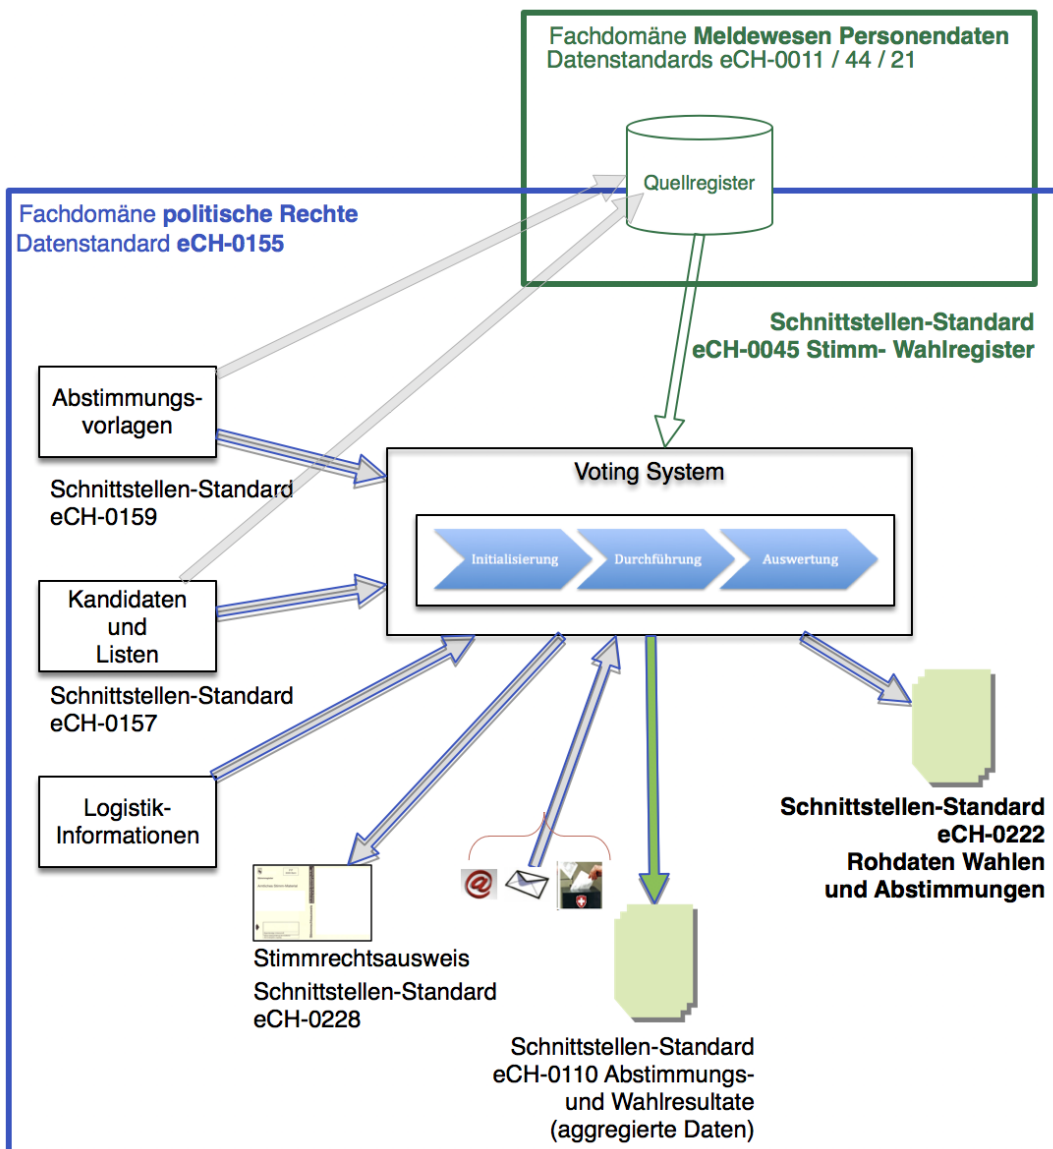 Fachdomäne Meldewesen Personendaten
Datenstandards eCH-0011 / 44 / 21
Quellregister
Fachdomäne politische Rechte
Datenstandard eCH-0155
Schnittstellen-Standard
eCH-0045 Stimm- Wahlregister
Abstimmungs-
vorlagen
Schnittstellen-Standard
eCH-0159
Voting System
Initialisierung
Durchführung
Auswertung
Kandidaten
und
Listen
Schnittstellen-Standard
eCH-0157
Logistik-
Informationen
Schnittstellen-Standard
eCH-0222
Rohdaten Wahlen
und Abstimmungen
@
Stimmrechtsausweis
Schnittstellen-Standard
eCH-0228
Schnittstellen-Standard
eCH-0110 Abstimmungs-
und Wahlresultate
(aggregierte Daten)